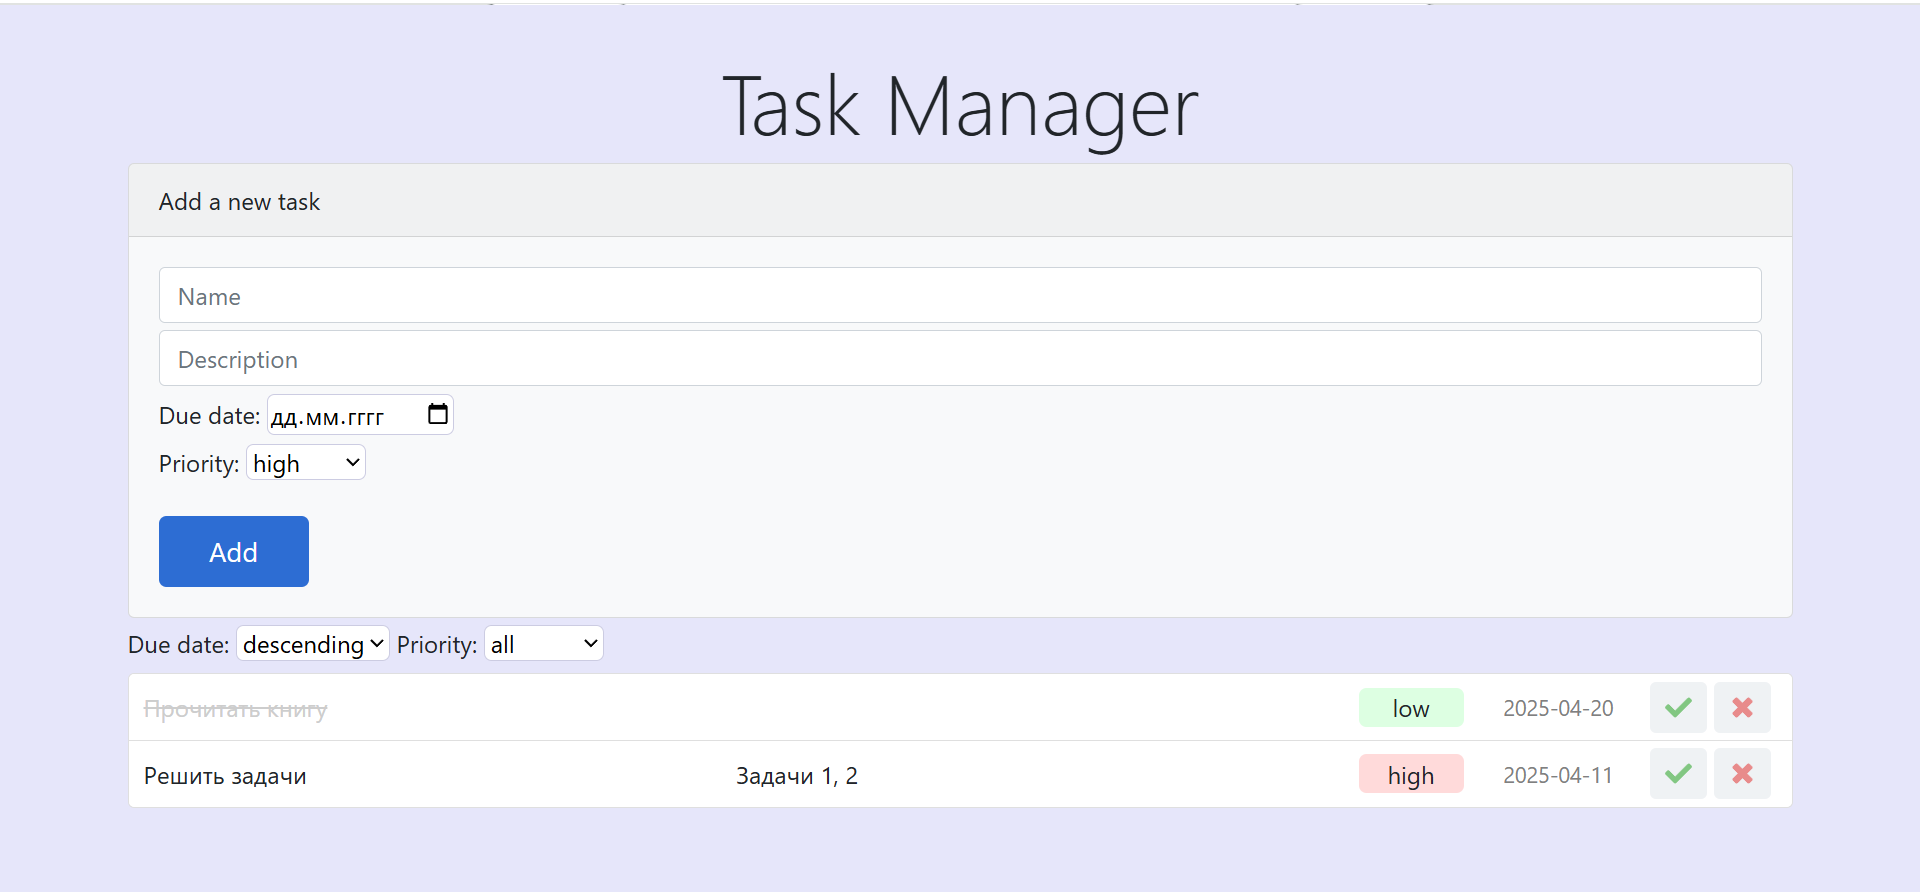 Task Manager
Add a new task
Name
Description
Due date: дд.мм.гггг
Priority: high
Add
Due date: descending Priority: all
Прочитать книгу low 2025-04-20
Решить задачи Задачи 1, 2 high 2025-04-11